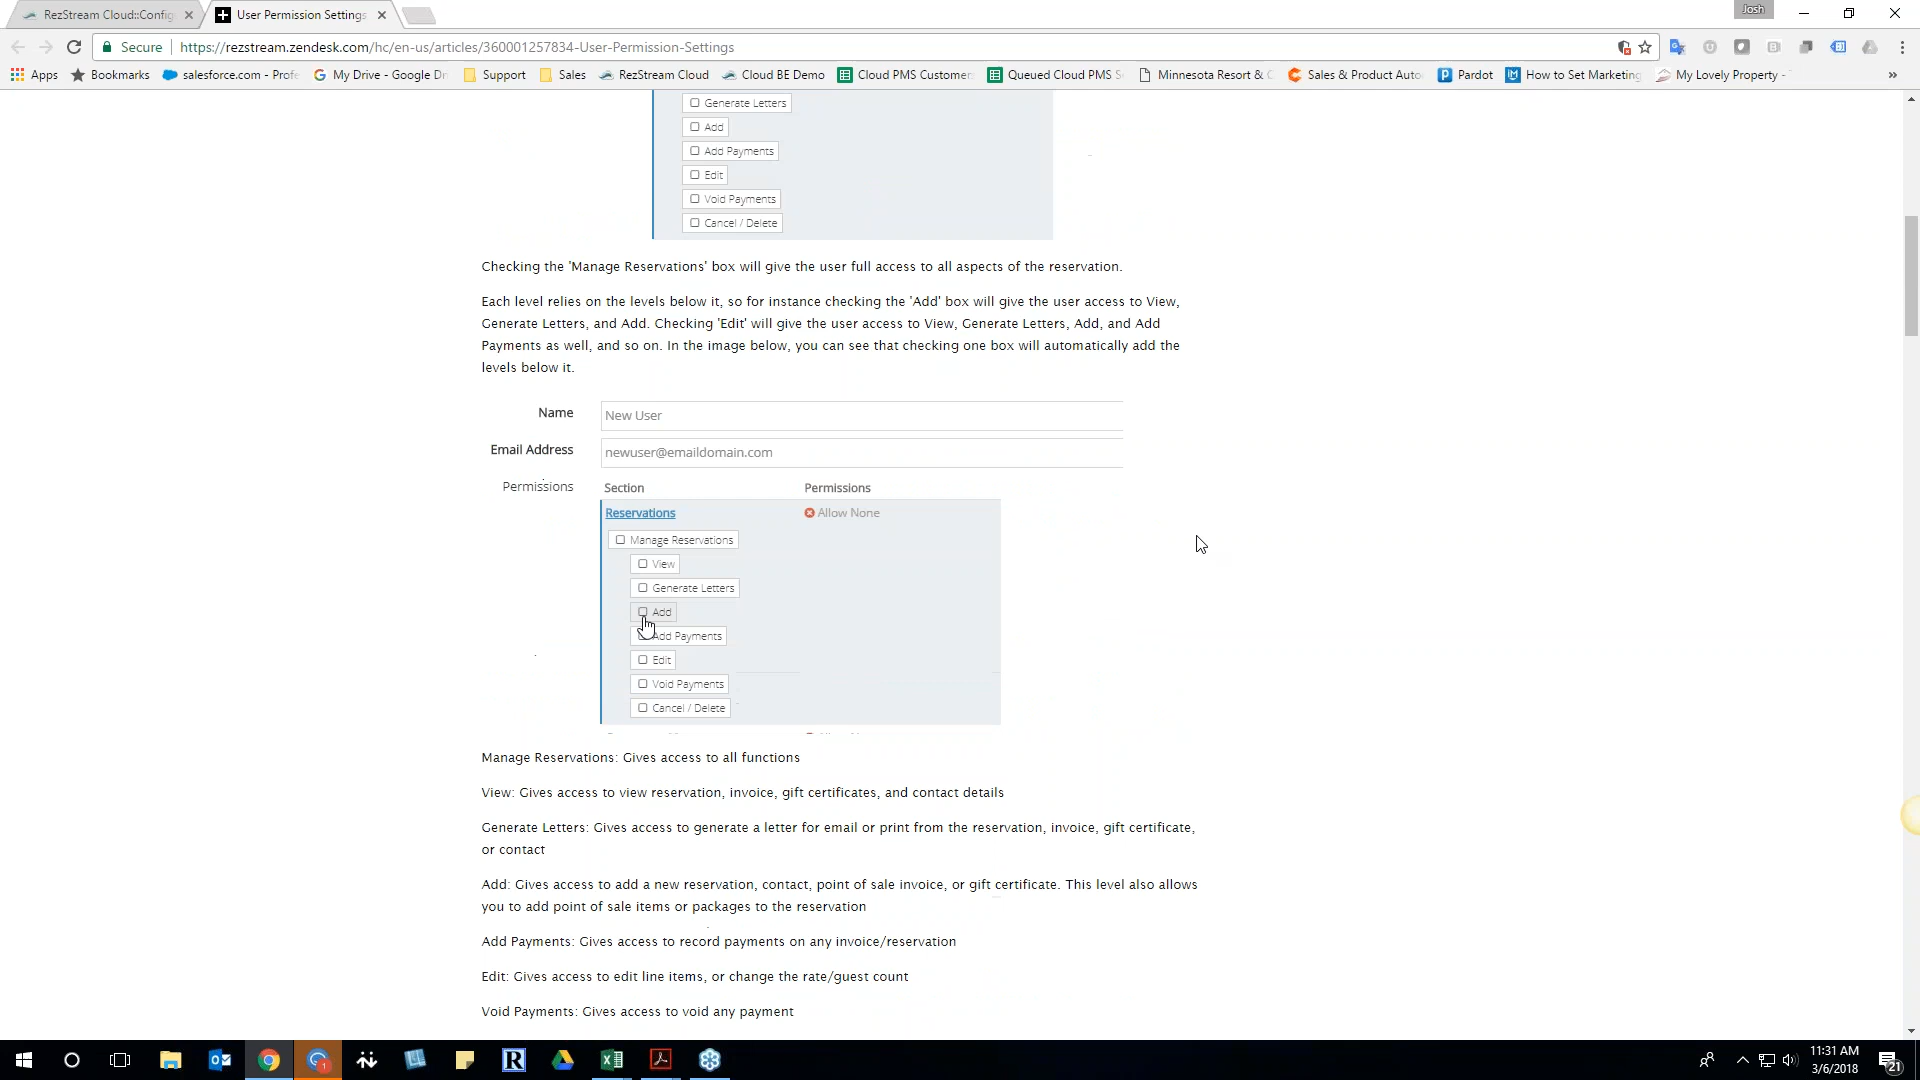 RezStream Cloud::Config
User Permission Settings
Josh
Secure
https://rezstream.zendesk.com/hc/en-us/articles/360001257834-User-Permission-Settings
Apps
Bookmarks
salesforce.com - Profe
My Drive - Google Dr
Support
Sales
RezStream Cloud
Cloud BE Demo
Cloud PMS Customer
Queued Cloud PMS S
Minnesota Resort & C
Sales & Product Auto
Pardot
How to Set Marketing
My Lovely Property -
»
Generate Letters
Add
Add Payments
Edit
Void Payments
Cancel / Delete
Checking the 'Manage Reservations' box will give the user full access to all aspects of the reservation.
Each level relies on the levels below it, so for instance checking the 'Add' box will give the user access to View,
Generate Letters, and Add. Checking 'Edit' will give the user access to View, Generate Letters, Add, and Add
Payments as well, and so on. In the image below, you can see that checking one box will automatically add the
levels below it.
Name
New User
Email Address
newuser@emaildomain.com
Permissions
Section
Permissions
Reservations
Allow None
Manage Reservations
View
Generate Letters
Add
Add Payments
Edit
Void Payments
Cancel / Delete
Manage Reservations: Gives access to all functions
View: Gives access to view reservation, invoice, gift certificates, and contact details
Generate Letters: Gives access to generate a letter for email or print from the reservation, invoice, gift certificate,
or contact
Add: Gives access to add a new reservation, contact, point of sale invoice, or gift certificate. This level also allows
you to add point of sale items or packages to the reservation
Add Payments: Gives access to record payments on any invoice/reservation
Edit: Gives access to edit line items, or change the rate/guest count
Void Payments: Gives access to void any payment
11:31 AM
3/6/2018
21